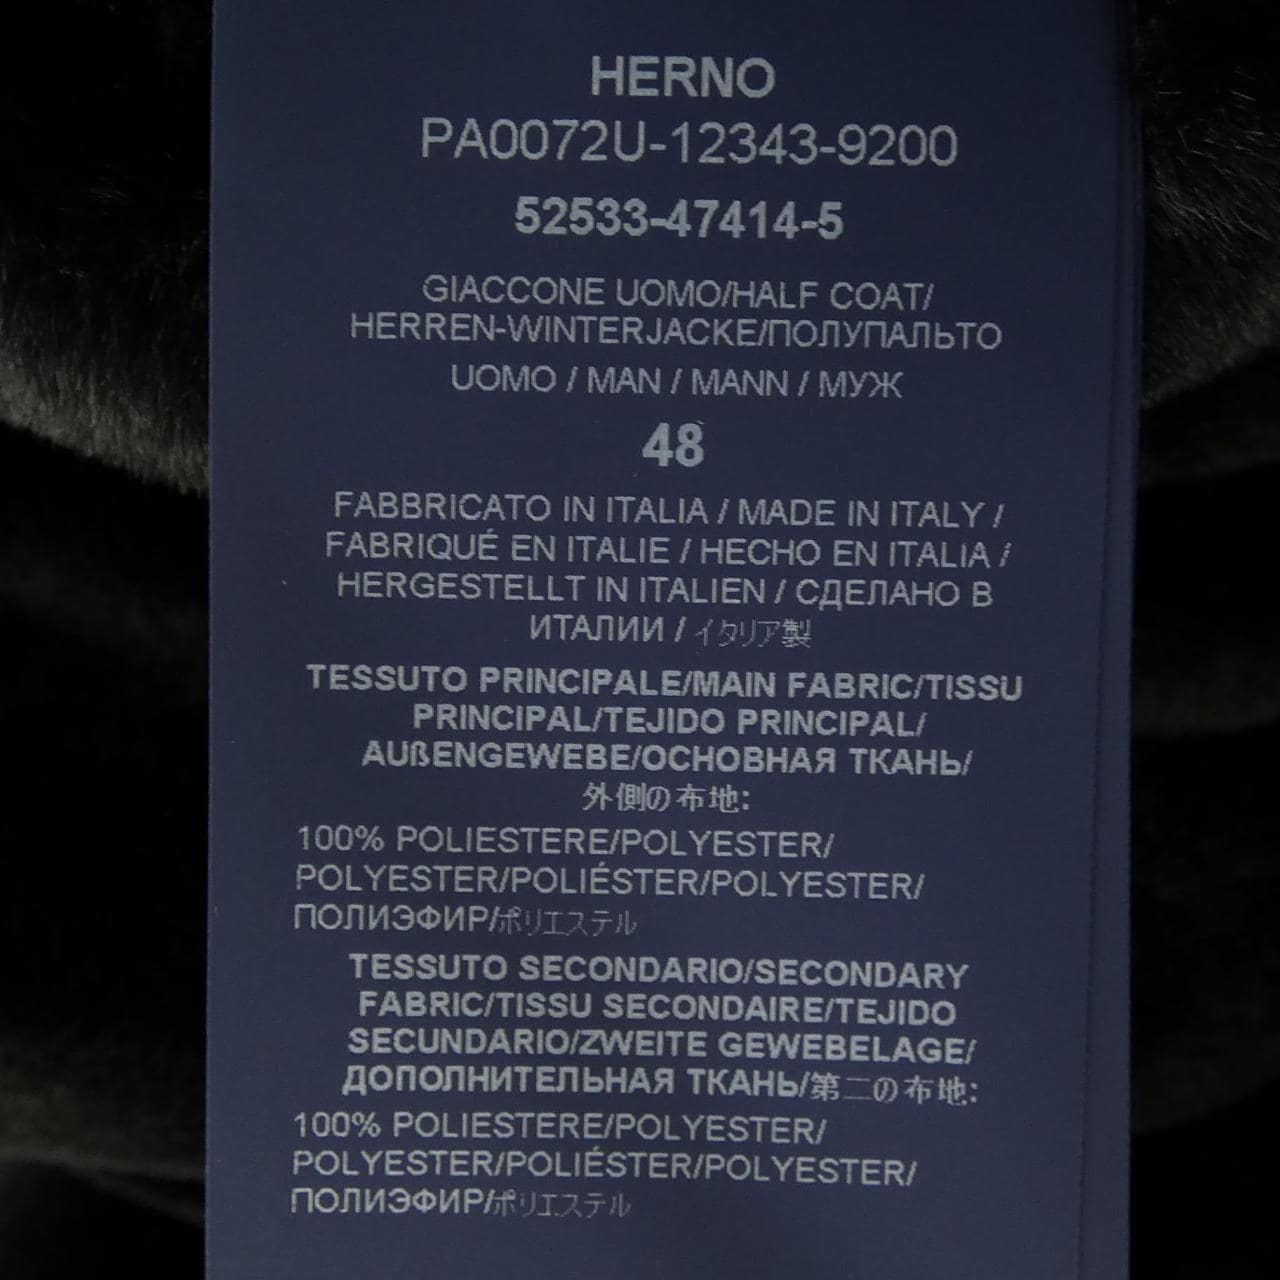 HERNO
PA0072U-12343-9200
52533-47414-5
GIACCONE UOMO/HALF COAT/
HERREN-WINTERJACKE/ПОЛУПАЛЬТО
UOMO / MAN / MANN / МУЖ
48
FABBRICATO IN ITALIA / MADE IN ITALY /
FABRIQUÉ EN ITALIE / HECHO EN ITALIA /
HERGESTELLT IN ITALIEN / СДЕЛАНО В
ИТАЛИИ / イタリア製
TESSUTO PRINCIPALE/MAIN FABRIC/TISSU
PRINCIPAL/TEJIDO PRINCIPAL/
AUßENGEWEBE/ОСНОВНАЯ ТКАНЬ/
外側の布地:
100% POLIESTERE/POLYESTER/
POLYESTER/POLIÉSTER/POLYESTER/
ПОЛИЭФИР/ポリエステル
TESSUTO SECONDARIO/SECONDARY
FABRIC/TISSU SECONDAIRE/TEJIDO
SECUNDARIO/ZWEITE GEWEBELAGE/
ДОПОЛНИТЕЛЬНАЯ ТКАНЬ/第二の布地:
100% POLIESTERE/POLYESTER/
POLYESTER/POLIÉSTER/POLYESTER/
ПОЛИЭФИР/ポリエステル